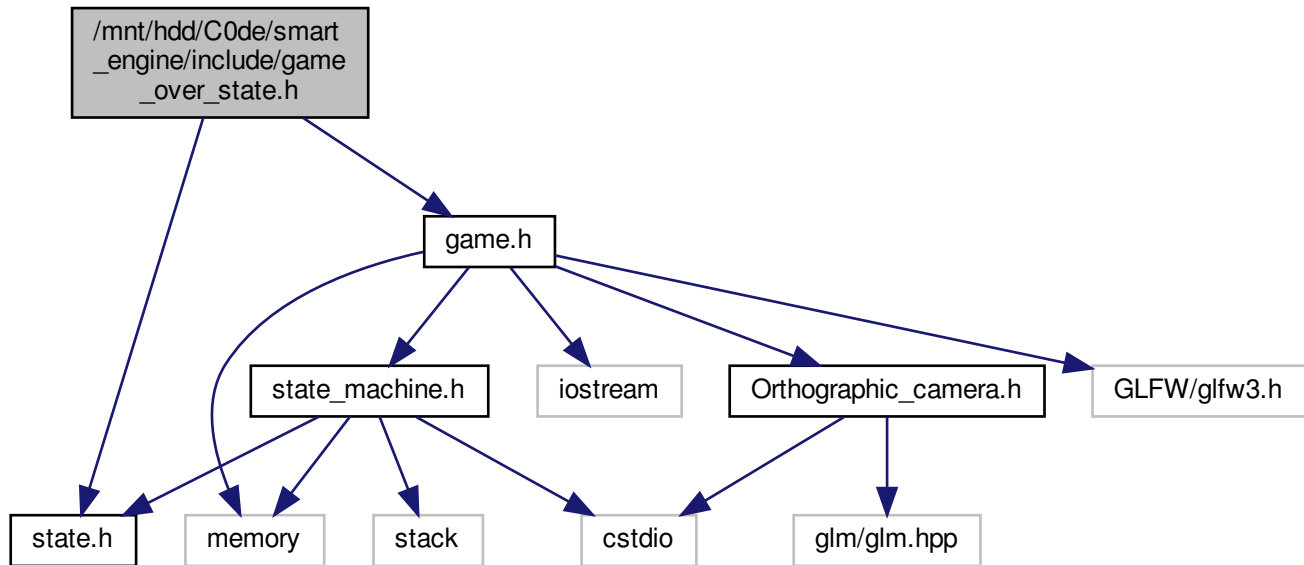 /mnt/hdd/C0de/smart
_engine/include/game
_over_state.h
game.h
state_machine.h
iostream
Orthographic_camera.h
GLFW/glfw3.h
state.h
memory
stack
cstdio
glm/glm.hpp